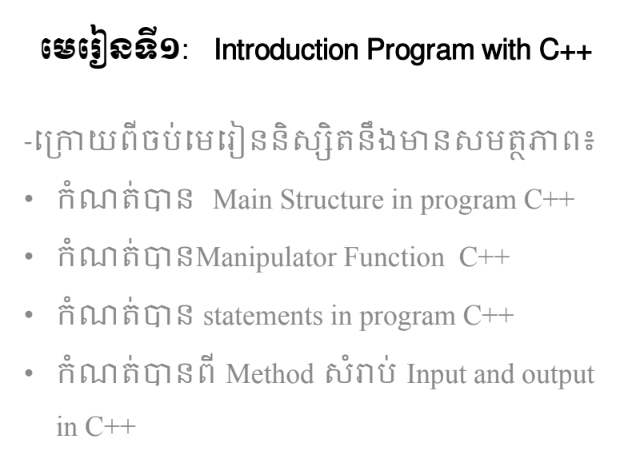 មេរៀនទី១: Introduction Program with C++
-ក្រោយពីចប់មេរៀននិស្សិតនឹងមានសមត្ថភាព៖
• កំណត់បាន Main Structure in program C++
• កំណត់បានManipulator Function C++
• កំណត់បាន statements in program C++
• កំណត់បានពី Method សំរាប់ Input and output
in C++